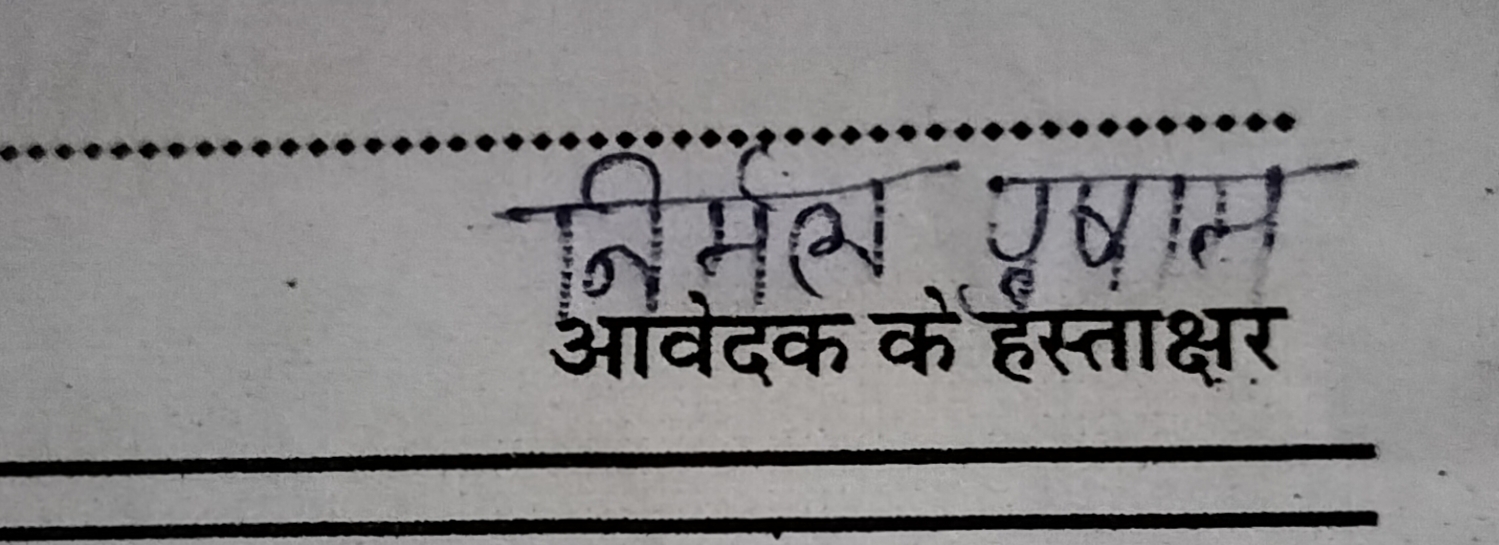 निर्मल
आवेदक के हस्ताक्षर